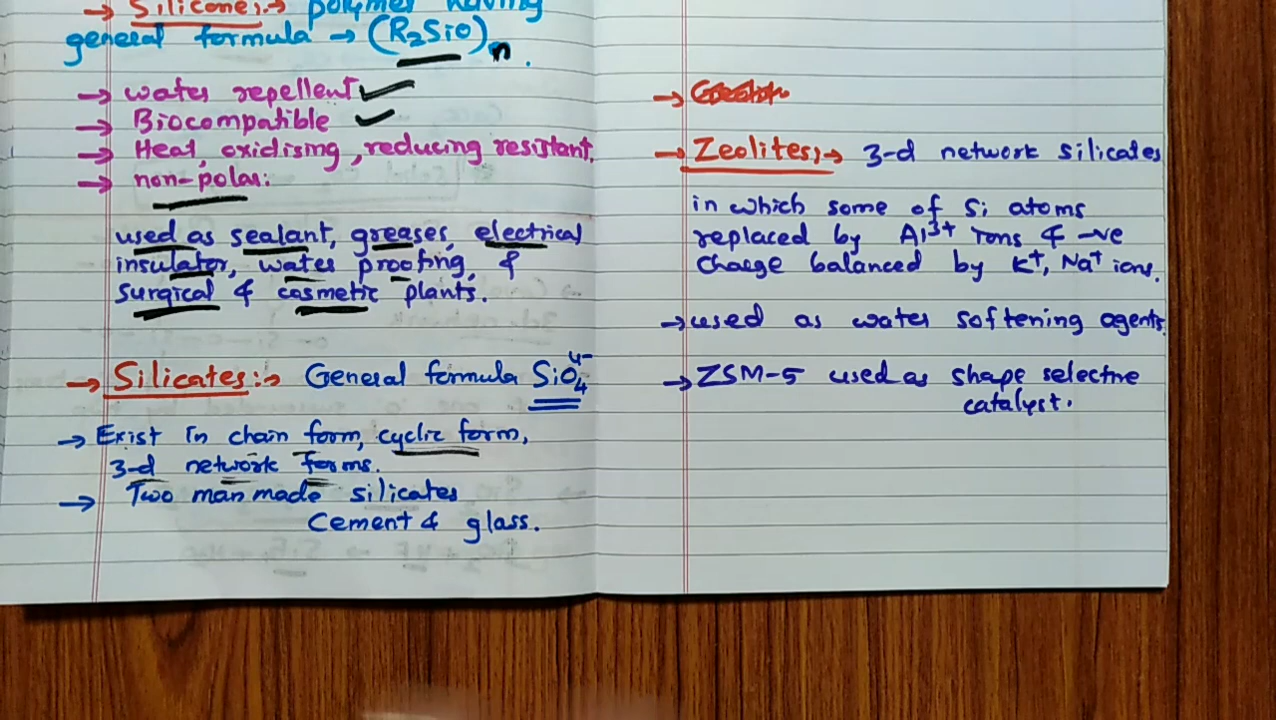 → Silicone:→ polymer having
general formula → (R₂SiO)n.
→ water repellent ✓
→ Biocompatible ✓
→ Heat, oxidising, reducing resistant.
→ non-polar.
used as sealant, greases, electrical
insulator, water proofing, &
surgical & cosmetic plants.
→ Silicates:→ General formula SiO₄⁴⁻
→ Exist in chain form, cyclic form,
3-d network forms.
→ Two man made silicates
Cement & glass.
→ Zeolites:→ 3-d network silicates
in which some of Si atoms
replaced by Al³⁺ ions & -ve
charge balanced by K⁺, Na⁺ ions.
→ used as water softening agents.
→ ZSM-5 used as shape selective
catalyst.